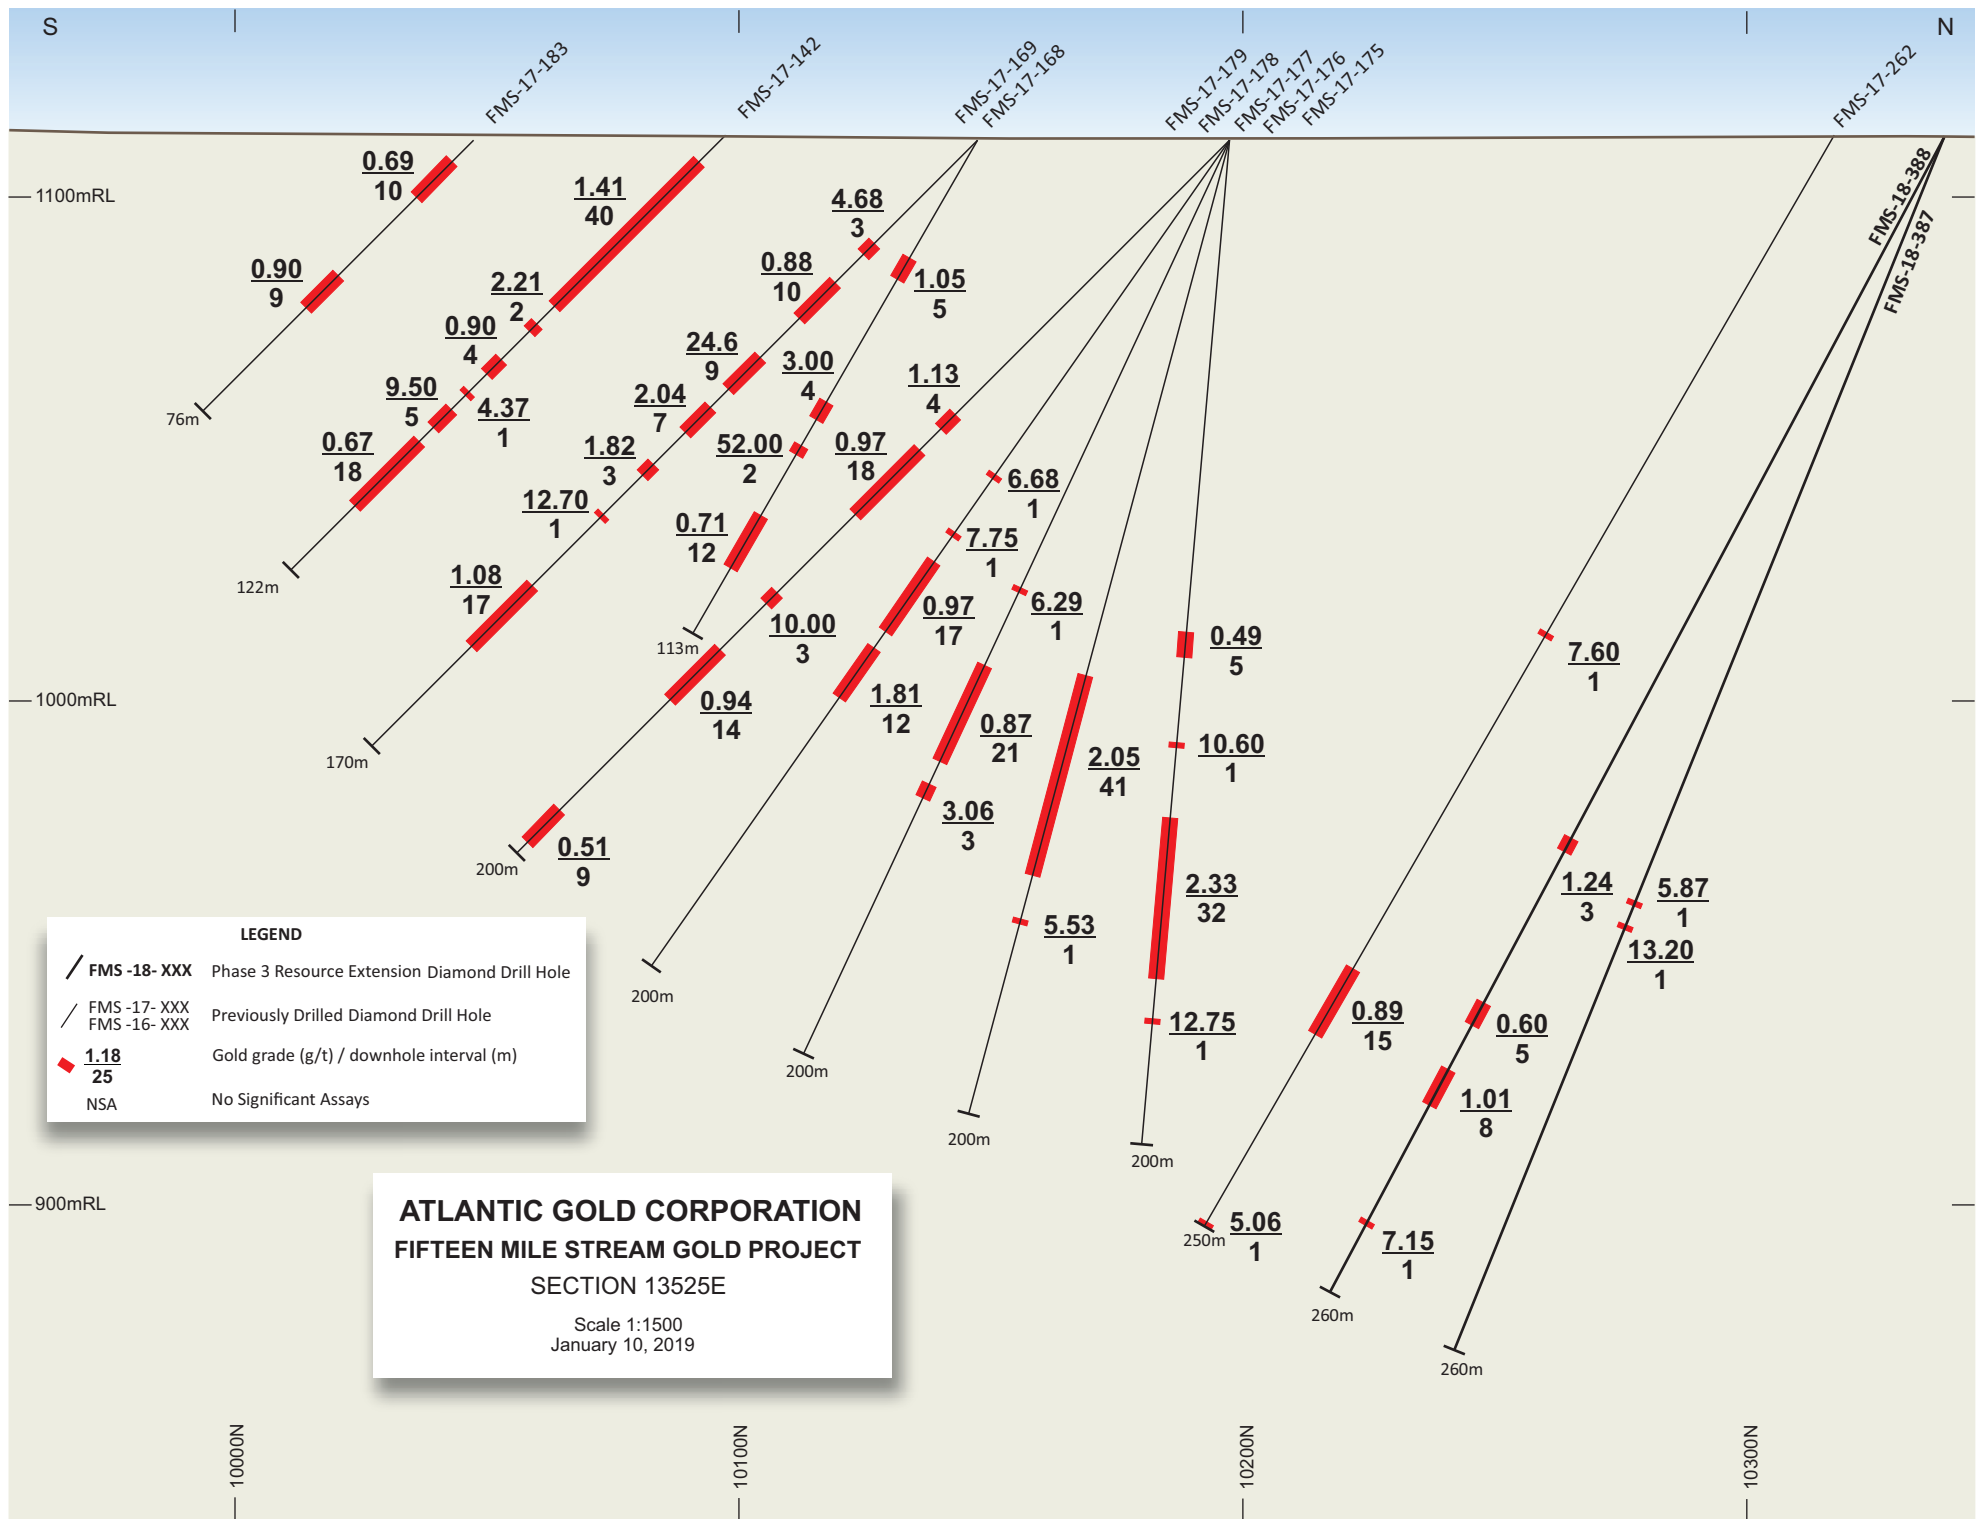 S
N
FMS-17-183
FMS-17-142
FMS-17-169
FMS-17-168
FMS-17-179
FMS-17-178
FMS-17-177
FMS-17-176
FMS-17-175
FMS-17-262
FMS-18-388
FMS-18-387
1100mRL
1000mRL
900mRL
0.69
10
0.90
9
76m
1.41
40
2.21
2
0.90
4
4.37
1
9.50
5
0.67
18
122m
4.68
3
0.88
10
24.6
9
2.04
7
1.82
3
12.70
1
1.08
17
170m
1.05
5
3.00
4
52.00
2
0.71
12
113m
1.13
4
0.97
18
10.00
3
0.94
14
0.51
9
200m
6.68
1
7.75
1
0.97
17
1.81
12
200m
6.29
1
0.87
21
3.06
3
200m
2.05
41
5.53
1
200m
0.49
5
10.60
1
2.33
32
12.75
1
200m
7.60
1
0.89
15
5.06
1
250m
1.24
3
0.60
5
1.01
8
7.15
1
260m
5.87
1
13.20
1
260m
LEGEND
FMS -18- XXX Phase 3 Resource Extension Diamond Drill Hole
FMS -17- XXX
FMS -16- XXX
Previously Drilled Diamond Drill Hole
1.18
25
Gold grade (g/t) / downhole interval (m)
NSA No Significant Assays
ATLANTIC GOLD CORPORATION
FIFTEEN MILE STREAM GOLD PROJECT
SECTION 13525E
Scale 1:1500
January 10, 2019
10000N
10100N
10200N
10300N